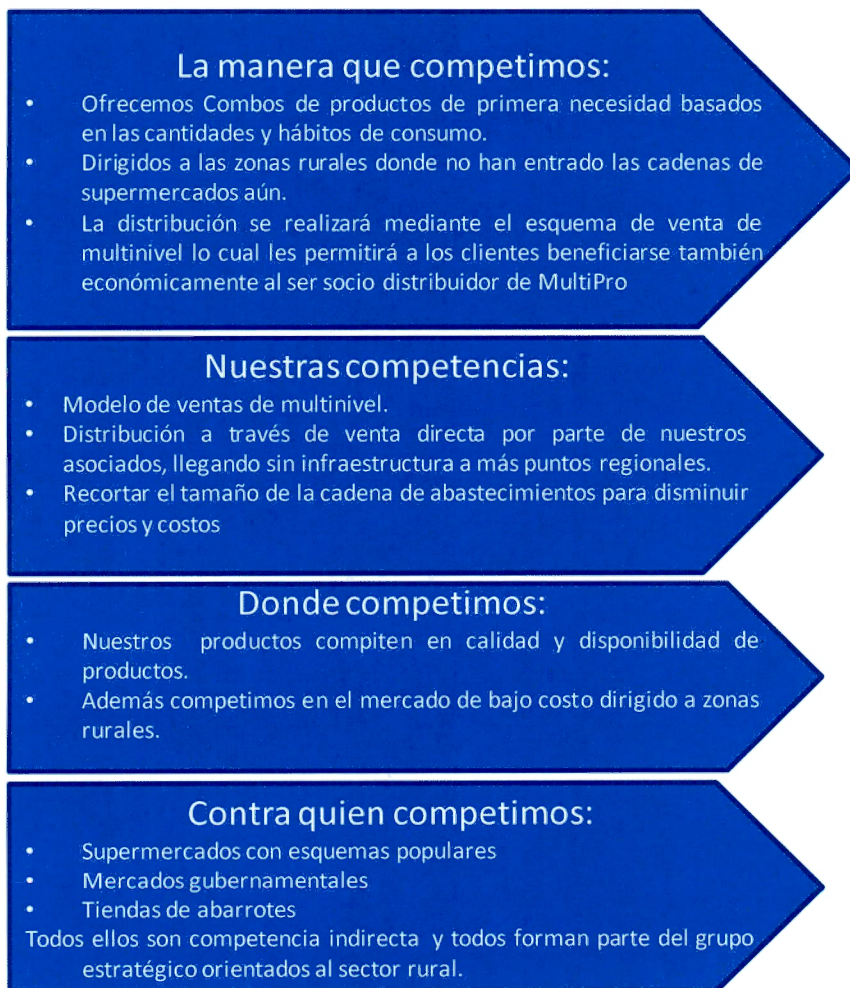 La manera que competimos:
• Ofrecemos Combos de productos de primera necesidad basados
en las cantidades y hábitos de consumo.
• Dirigidos a las zonas rurales donde no han entrado las cadenas de
supermercados aún.
• La distribución se realizará mediante el esquema de venta de
multinivel lo cual les permitirá a los clientes beneficiarse también
económicamente al ser socio distribuidor de MultiPro
Nuestras competencias:
• Modelo de ventas de multinivel.
• Distribución a través de venta directa por parte de nuestros
asociados, llegando sin infraestructura a más puntos regionales.
• Recortar el tamaño de la cadena de abastecimientos para disminuir
precios y costos
Donde competimos:
• Nuestros productos compiten en calidad y disponibilidad de
productos.
• Además competimos en el mercado de bajo costo dirigido a zonas
rurales.
Contra quien competimos:
• Supermercados con esquemas populares
• Mercados gubernamentales
• Tiendas de abarrotes
Todos ellos son competencia indirecta y todos forman parte del grupo
estratégico orientados al sector rural.